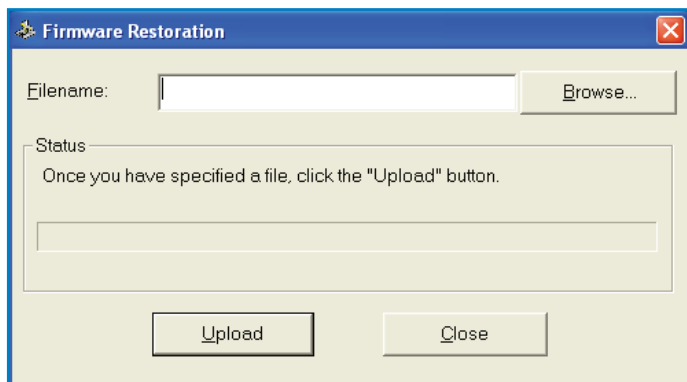 Firmware Restoration
Filename:
Browse...
Status
Once you have specified a file, click the "Upload" button.
Upload
Close